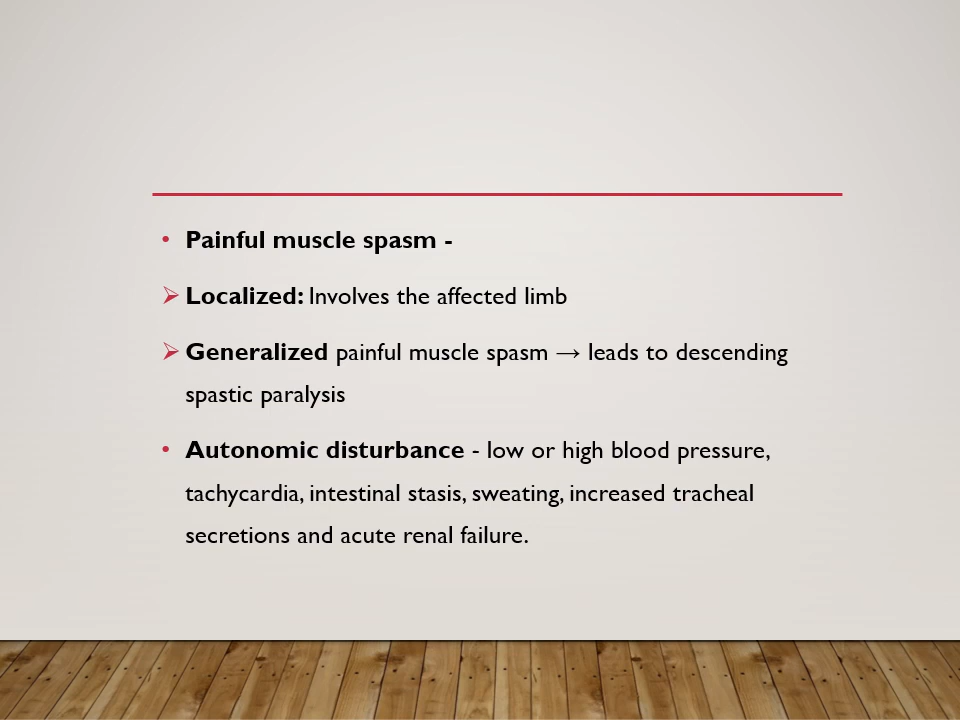 • Painful muscle spasm -
➢ Localized: Involves the affected limb
➢ Generalized painful muscle spasm → leads to descending
spastic paralysis
• Autonomic disturbance - low or high blood pressure,
tachycardia, intestinal stasis, sweating, increased tracheal
secretions and acute renal failure.